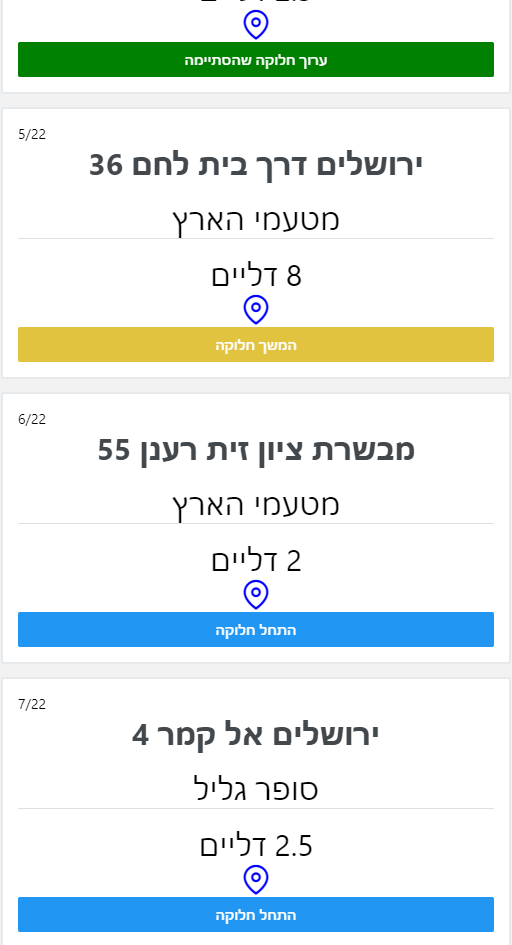 ערוך חלוקה שהסתיימה
5/22
ירושלים דרך בית לחם 36
מטעמי הארץ
8 דליים
המשך חלוקה
6/22
מבשרת ציון זית רענן 55
מטעמי הארץ
2 דליים
התחל חלוקה
7/22
ירושלים אל קמר 4
סופר גליל
2.5 דליים
התחל חלוקה